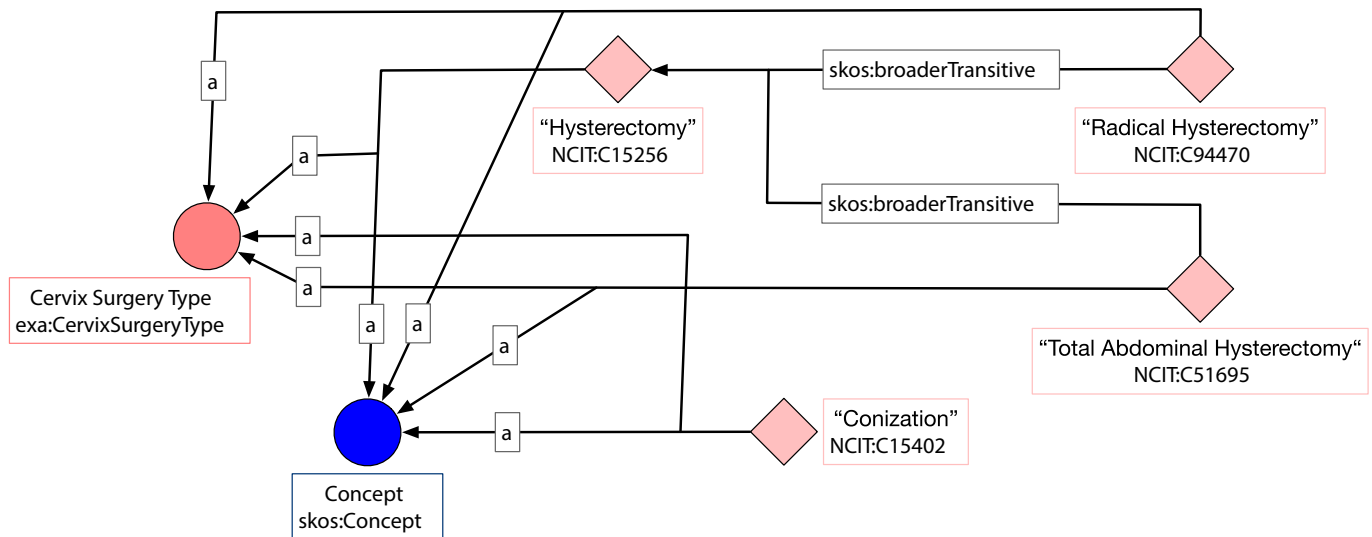 a
skos:broaderTransitive
“Hysterectomy”
NCIT:C15256
“Radical Hysterectomy”
NCIT:C94470
a
skos:broaderTransitive
a
Cervix Surgery Type
exa:CervixSurgeryType
a
a
a
a
“Total Abdominal Hysterectomy“
NCIT:C51695
a
“Conization”
NCIT:C15402
Concept
skos:Concept